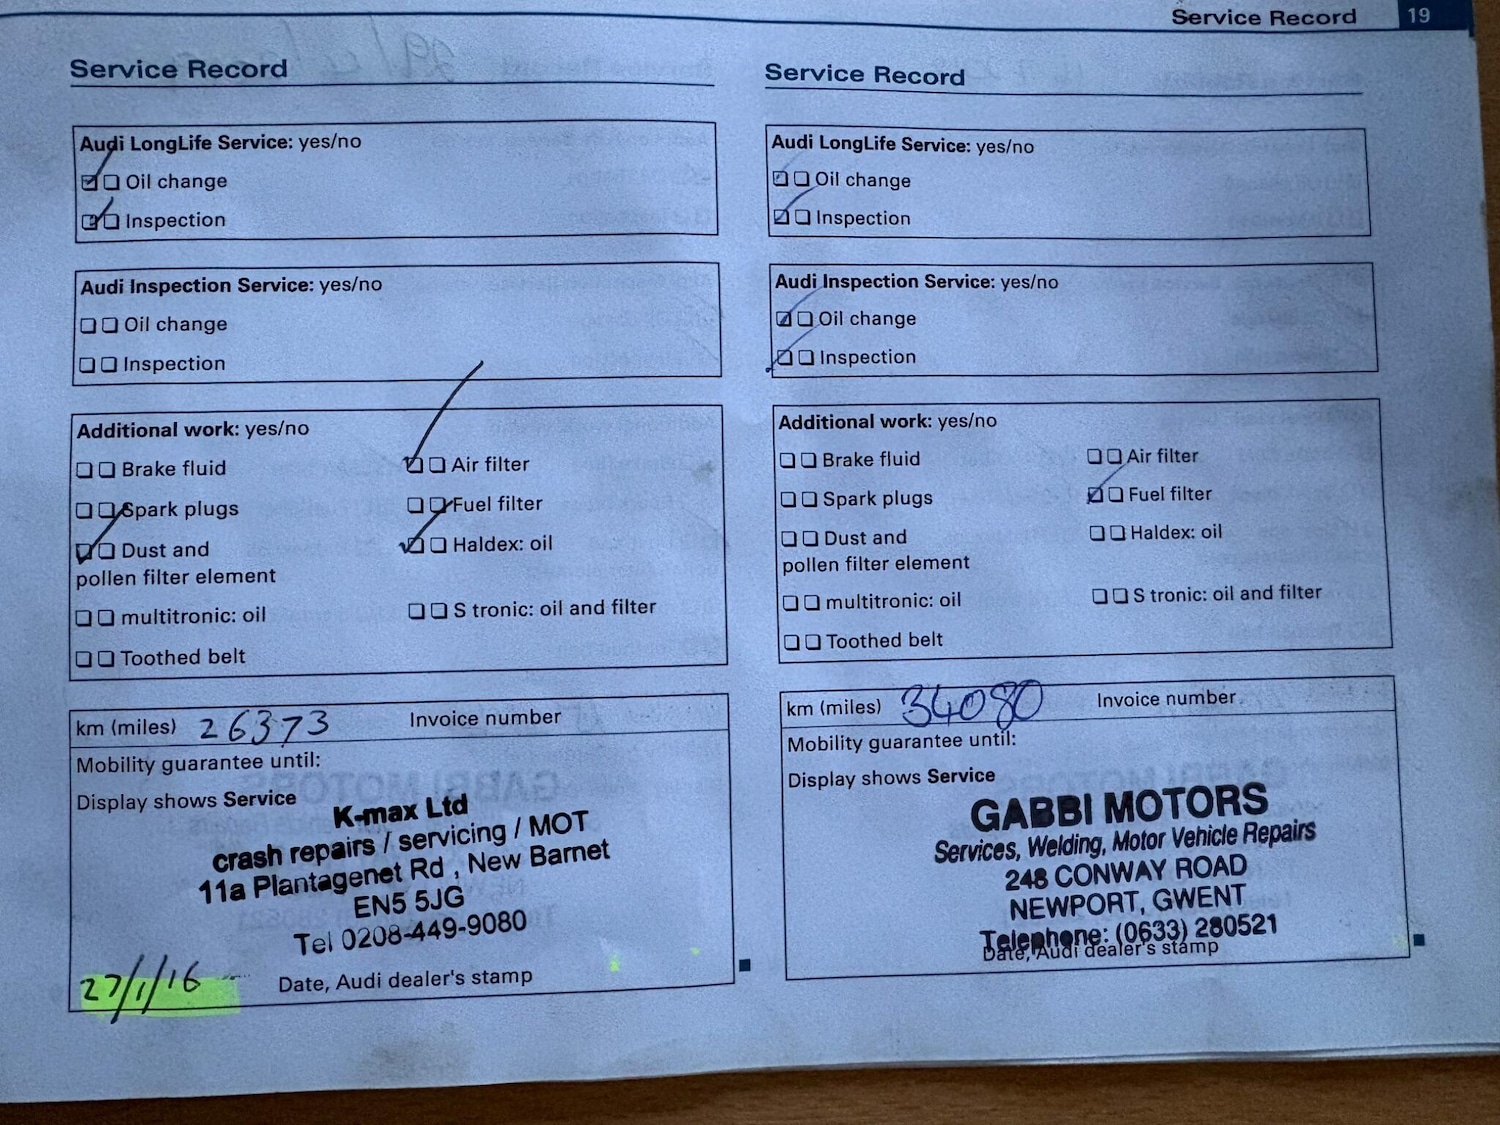 Service Record 19
Service Record
Audi LongLife Service: yes/no
Oil change
Inspection
Audi Inspection Service: yes/no
Oil change
Inspection
Additional work: yes/no
Brake fluid
Air filter
Spark plugs
Fuel filter
Dust and
pollen filter element
Haldex: oil
multitronic: oil
S tronic: oil and filter
Toothed belt
km (miles) 26373 Invoice number
Mobility guarantee until:
Display shows Service
K-max Ltd
crash repairs / servicing / MOT
11a Plantagenet Rd , New Barnet
EN5 5JG
Tel 0208-449-9080
27/1/16
Date, Audi dealer's stamp
Service Record
Audi LongLife Service: yes/no
Oil change
Inspection
Audi Inspection Service: yes/no
Oil change
Inspection
Additional work: yes/no
Brake fluid
Air filter
Spark plugs
Fuel filter
Dust and
pollen filter element
Haldex: oil
multitronic: oil
S tronic: oil and filter
Toothed belt
km (miles) 34080 Invoice number
Mobility guarantee until:
Display shows Service
GABBI MOTORS
Services, Welding, Motor Vehicle Repairs
248 CONWAY ROAD
NEWPORT, GWENT
Telephone: (0633) 280521
Date, Audi dealer's stamp